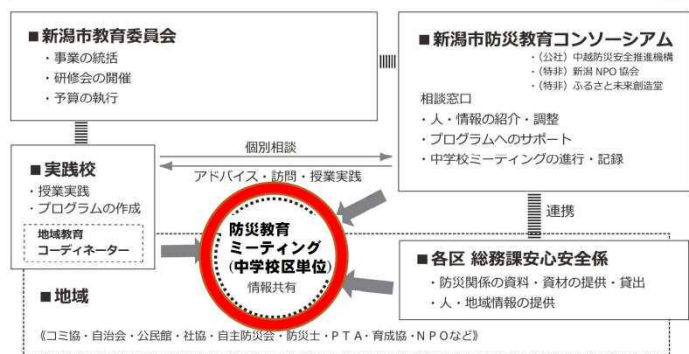 ■新潟市教育委員会
・事業の統括
・研修会の開催
・予算の執行
■新潟市防災教育コンソーシアム
・（公社）中越防災安全推進機構
・（特非）新潟NPO協会
・（特非）ふるさと未来創造堂
相談窓口
・人・情報の紹介・調整
・プログラムへのサポート
・中学校ミーティングの進行・記録
■実践校
・授業実践
・プログラムの作成
地域教育
コーディネーター
個別相談
アドバイス・訪問・授業実践
防災教育
ミーティング
(中学校区単位)
情報共有
連携
■各区 総務課安心安全係
・防災関係の資料・資材の提供・貸出
・人・地域情報の提供
■地域
《コミ協・自治会・公民館・社協・自主防災会・防災士・ＰＴＡ・育成協・ＮＰＯなど》